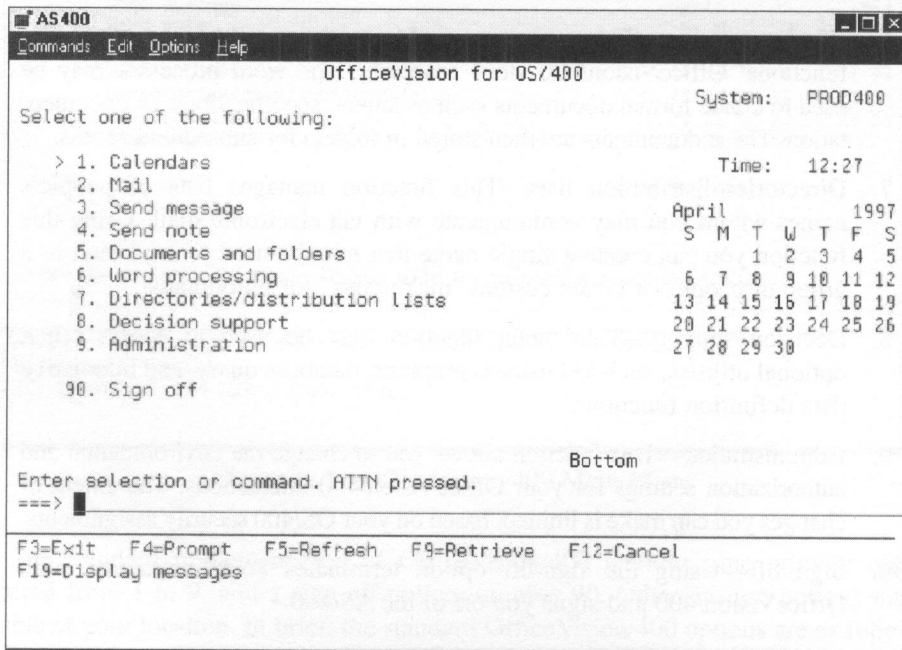 AS400
Commands Edit Options Help
OfficeVision for OS/400
System: PROD400
Select one of the following:
> 1. Calendars
Time: 12:27
2. Mail
3. Send message
April 1997
4. Send note
S M T W T F S
5. Documents and folders
1 2 3 4 5
6. Word processing
6 7 8 9 10 11 12
7. Directories/distribution lists
13 14 15 16 17 18 19
8. Decision support
20 21 22 23 24 25 26
9. Administration
27 28 29 30
90. Sign off
Bottom
Enter selection or command. ATTN pressed.
===>
F3=Exit F4=Prompt F5=Refresh F9=Retrieve F12=Cancel
F19=Display messages